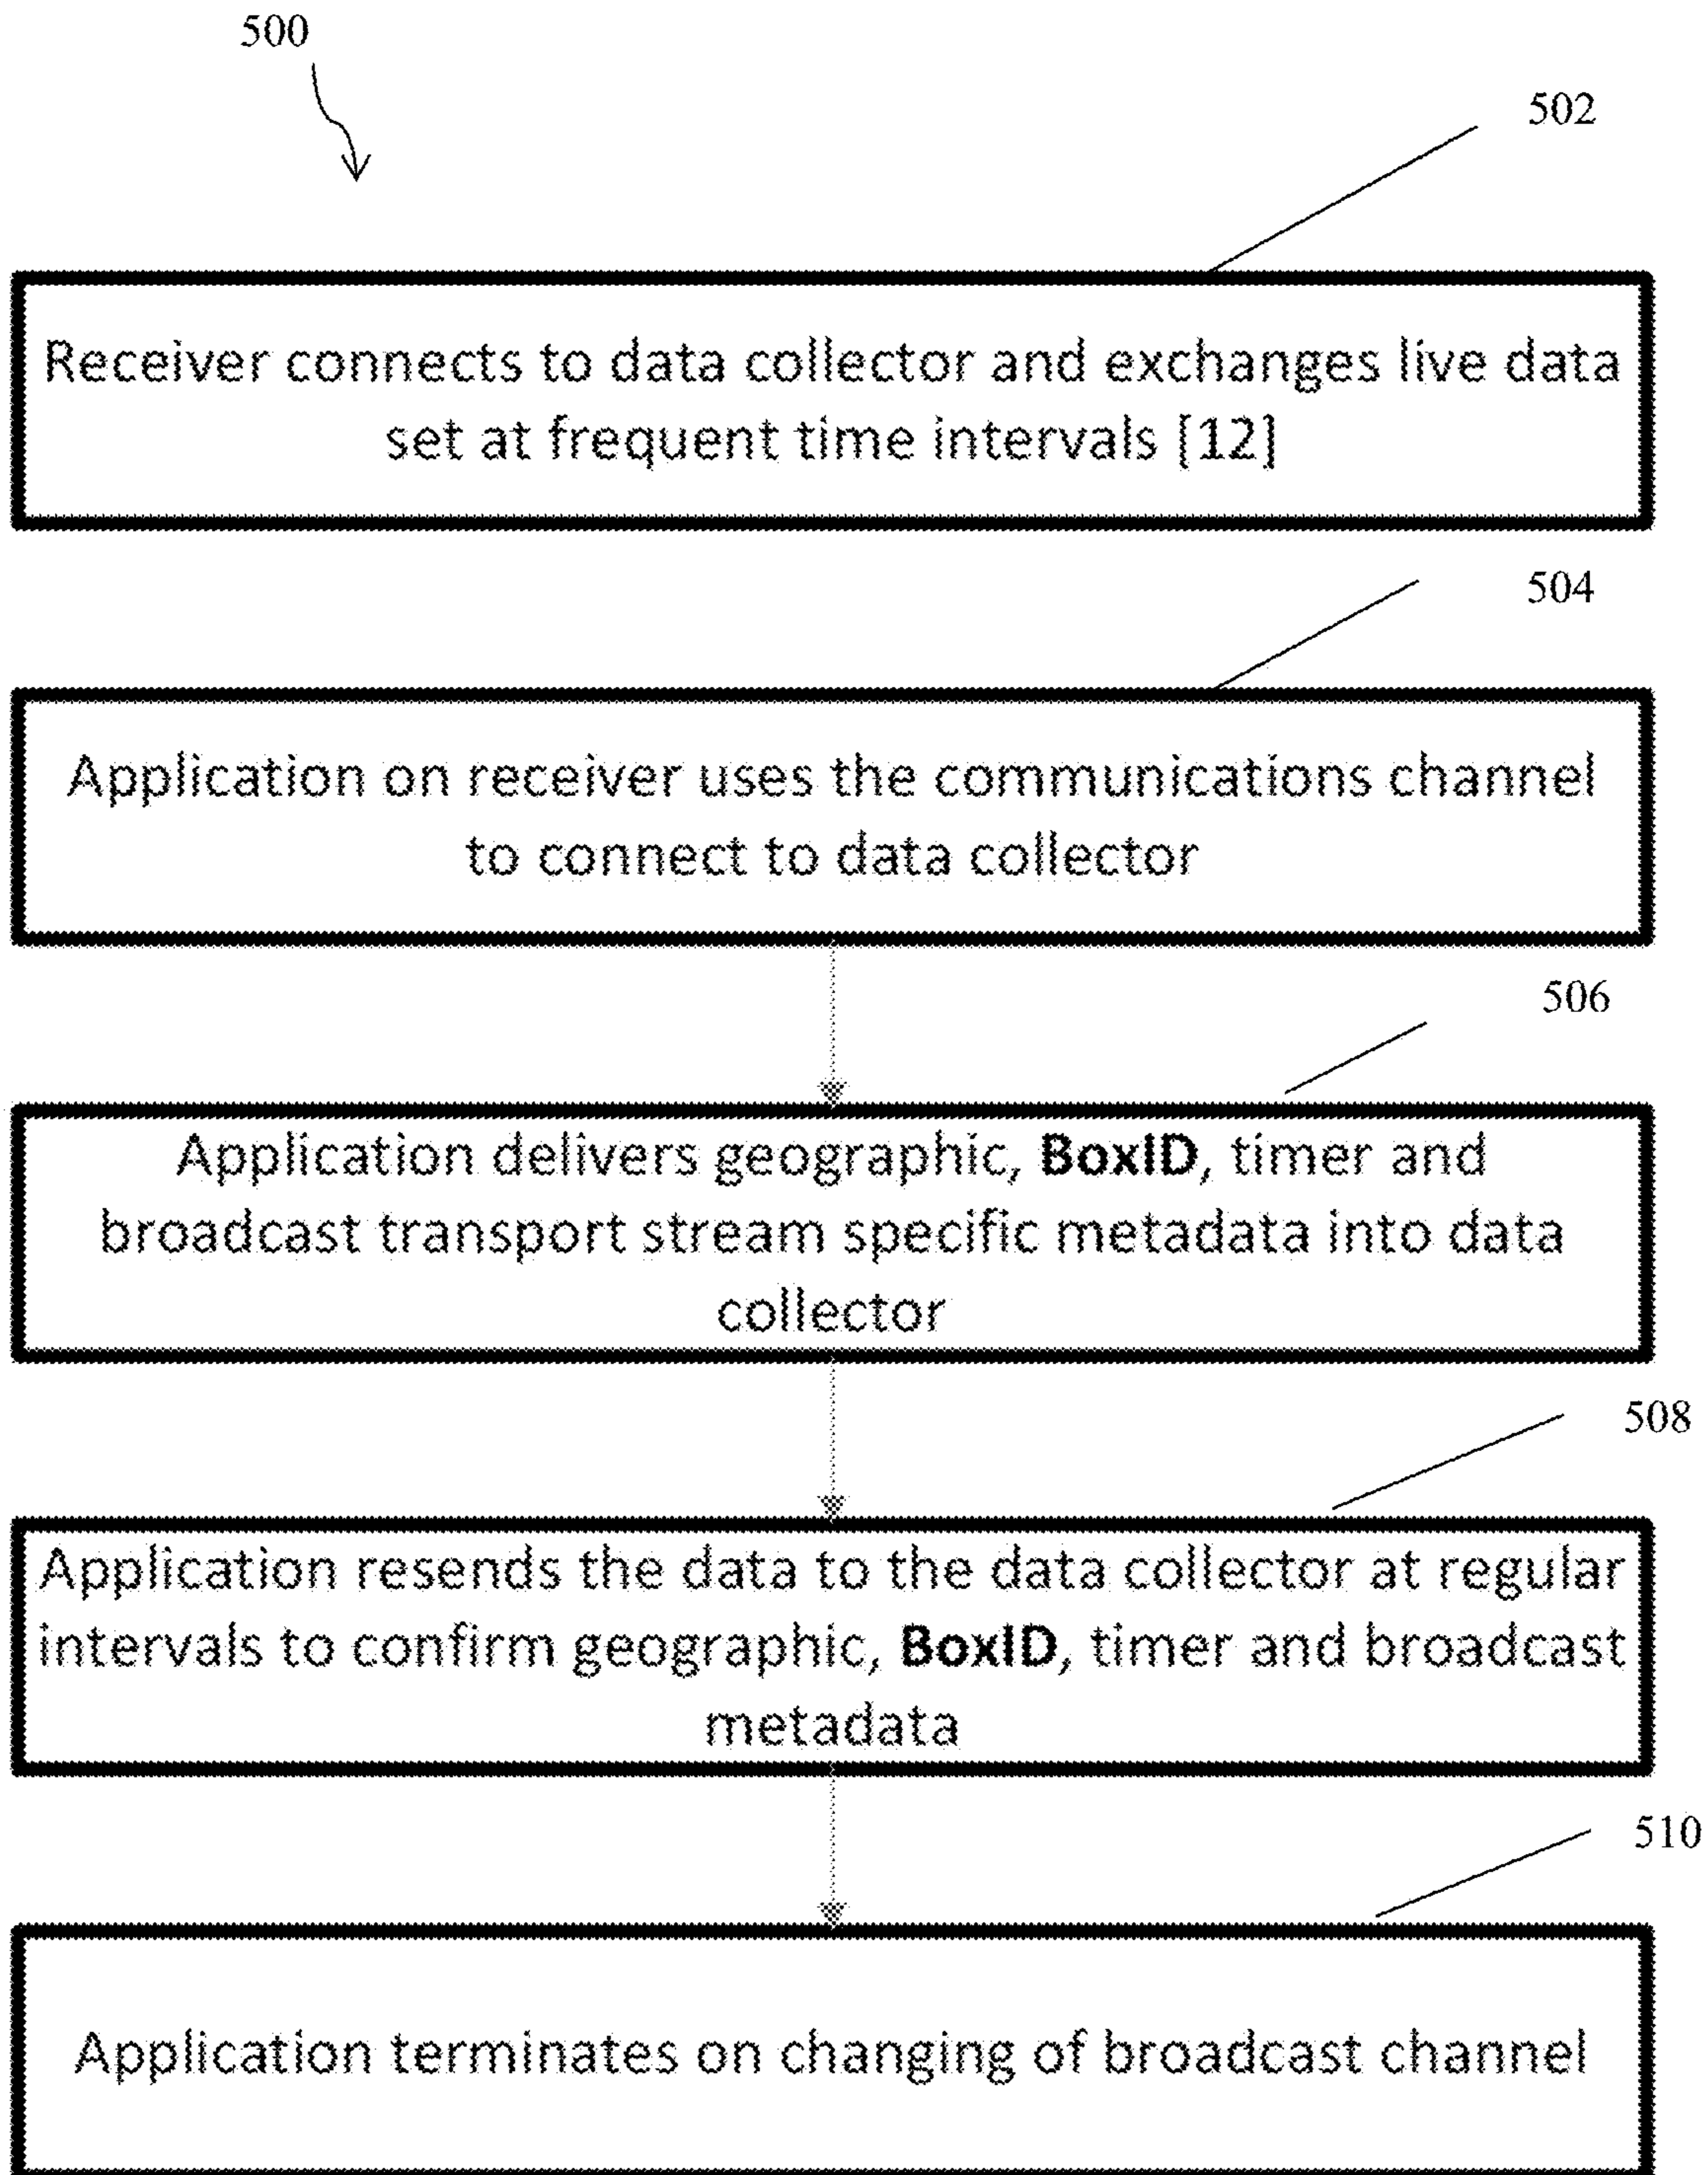 500
502
Receiver connects to data collector and exchanges live data
set at frequent time intervals [12]
504
Application on receiver uses the communications channel
to connect to data collector
506
Application delivers geographic, BoxID, timer and
broadcast transport stream specific metadata into data
collector
508
Application resends the data to the data collector at regular
intervals to confirm geographic, BoxID, timer and broadcast
metadata
510
Application terminates on changing of broadcast channel